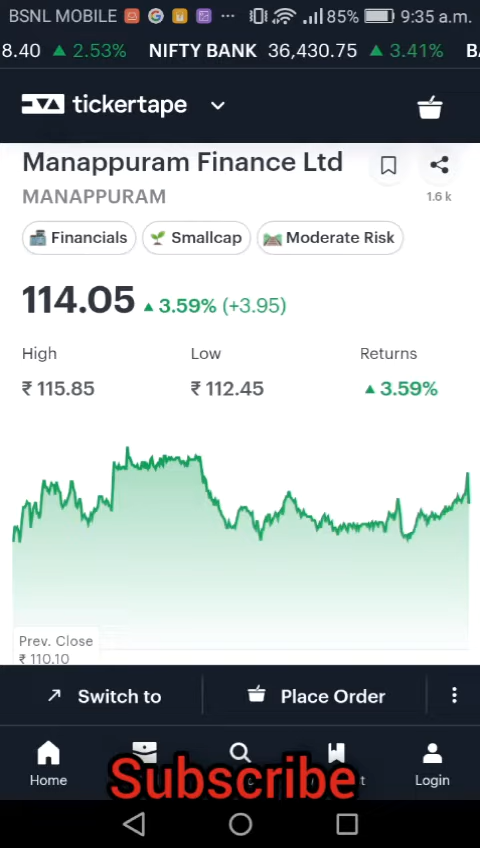 BSNL MOBILE 85% 9:35 a.m.
8.40 ▲ 2.53% NIFTY BANK 36,430.75 ▲ 3.41% BA
tickertape
Manappuram Finance Ltd
MANAPPURAM
1.6 k
Financials Smallcap Moderate Risk
114.05 ▲ 3.59% (+3.95)
High Low Returns
₹ 115.85 ₹ 112.45 ▲ 3.59%
Prev. Close
₹ 110.10
Switch to Place Order
Subscribe
Home Login